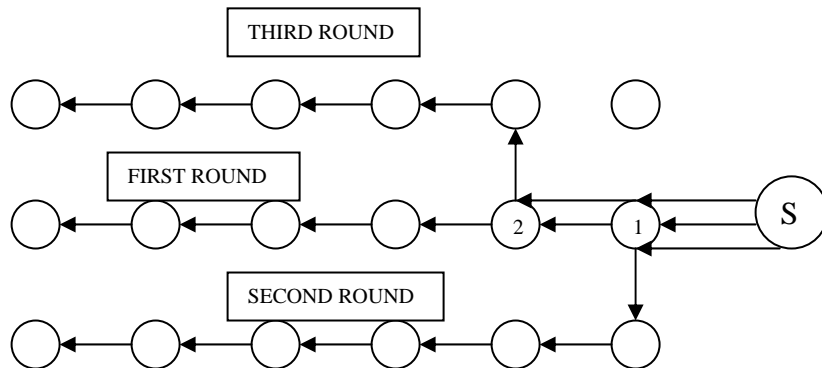 THIRD ROUND
FIRST ROUND
2
1
S
SECOND ROUND